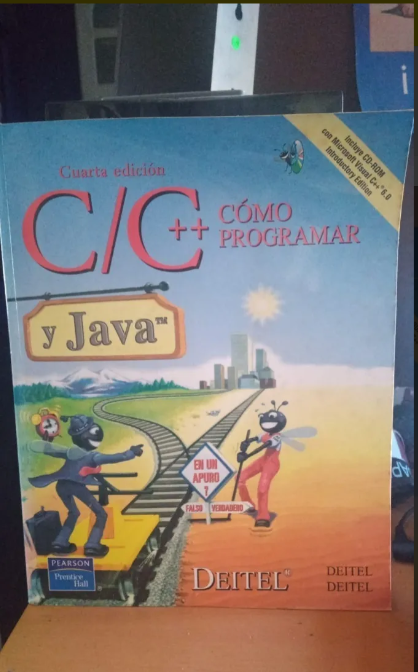 Cuarta edición
Incluye CD-ROM
con Microsoft Visual C++® 6.0
Introductory Edition
C/C++ CÓMO
PROGRAMAR
y Java™
EN UN
APURO
?
FALSO VERDADERO
PEARSON
Prentice
Hall
DEITEL®
DEITEL
DEITEL